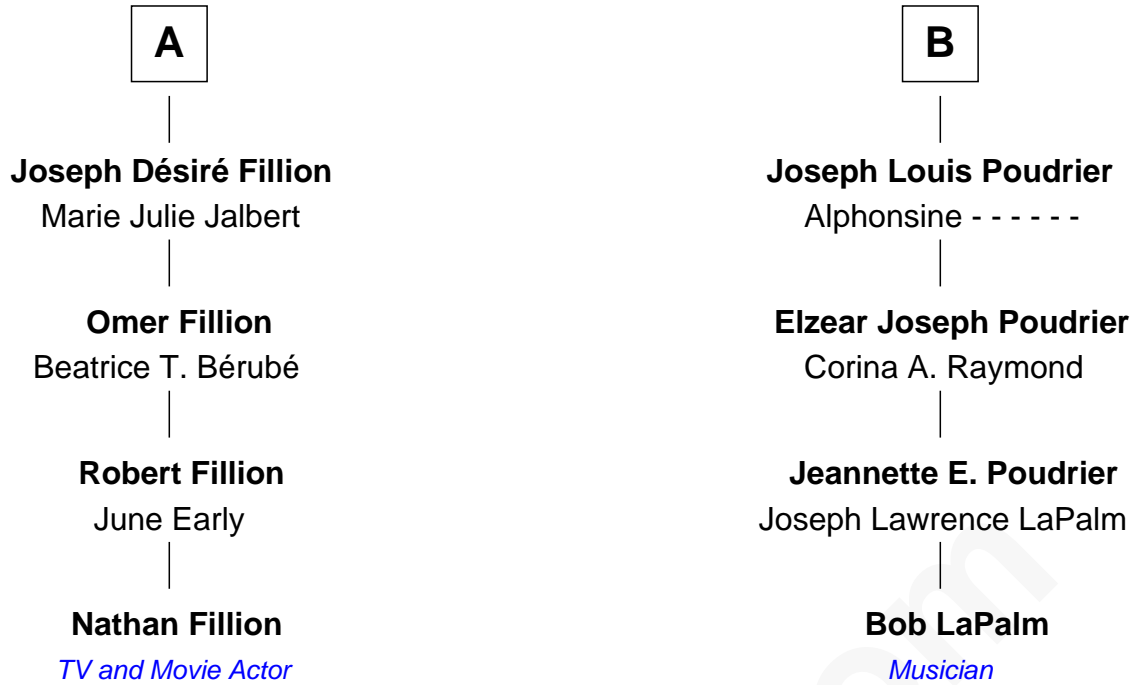 A
B
Joseph Désiré Fillion
Marie Julie Jalbert
Joseph Louis Poudrier
Alphonsine - - - - - -
Omer Fillion
Beatrice T. Bérubé
Elzear Joseph Poudrier
Corina A. Raymond
Robert Fillion
June Early
Jeannette E. Poudrier
Joseph Lawrence LaPalm
Nathan Fillion
TV and Movie Actor
Bob LaPalm
Musician